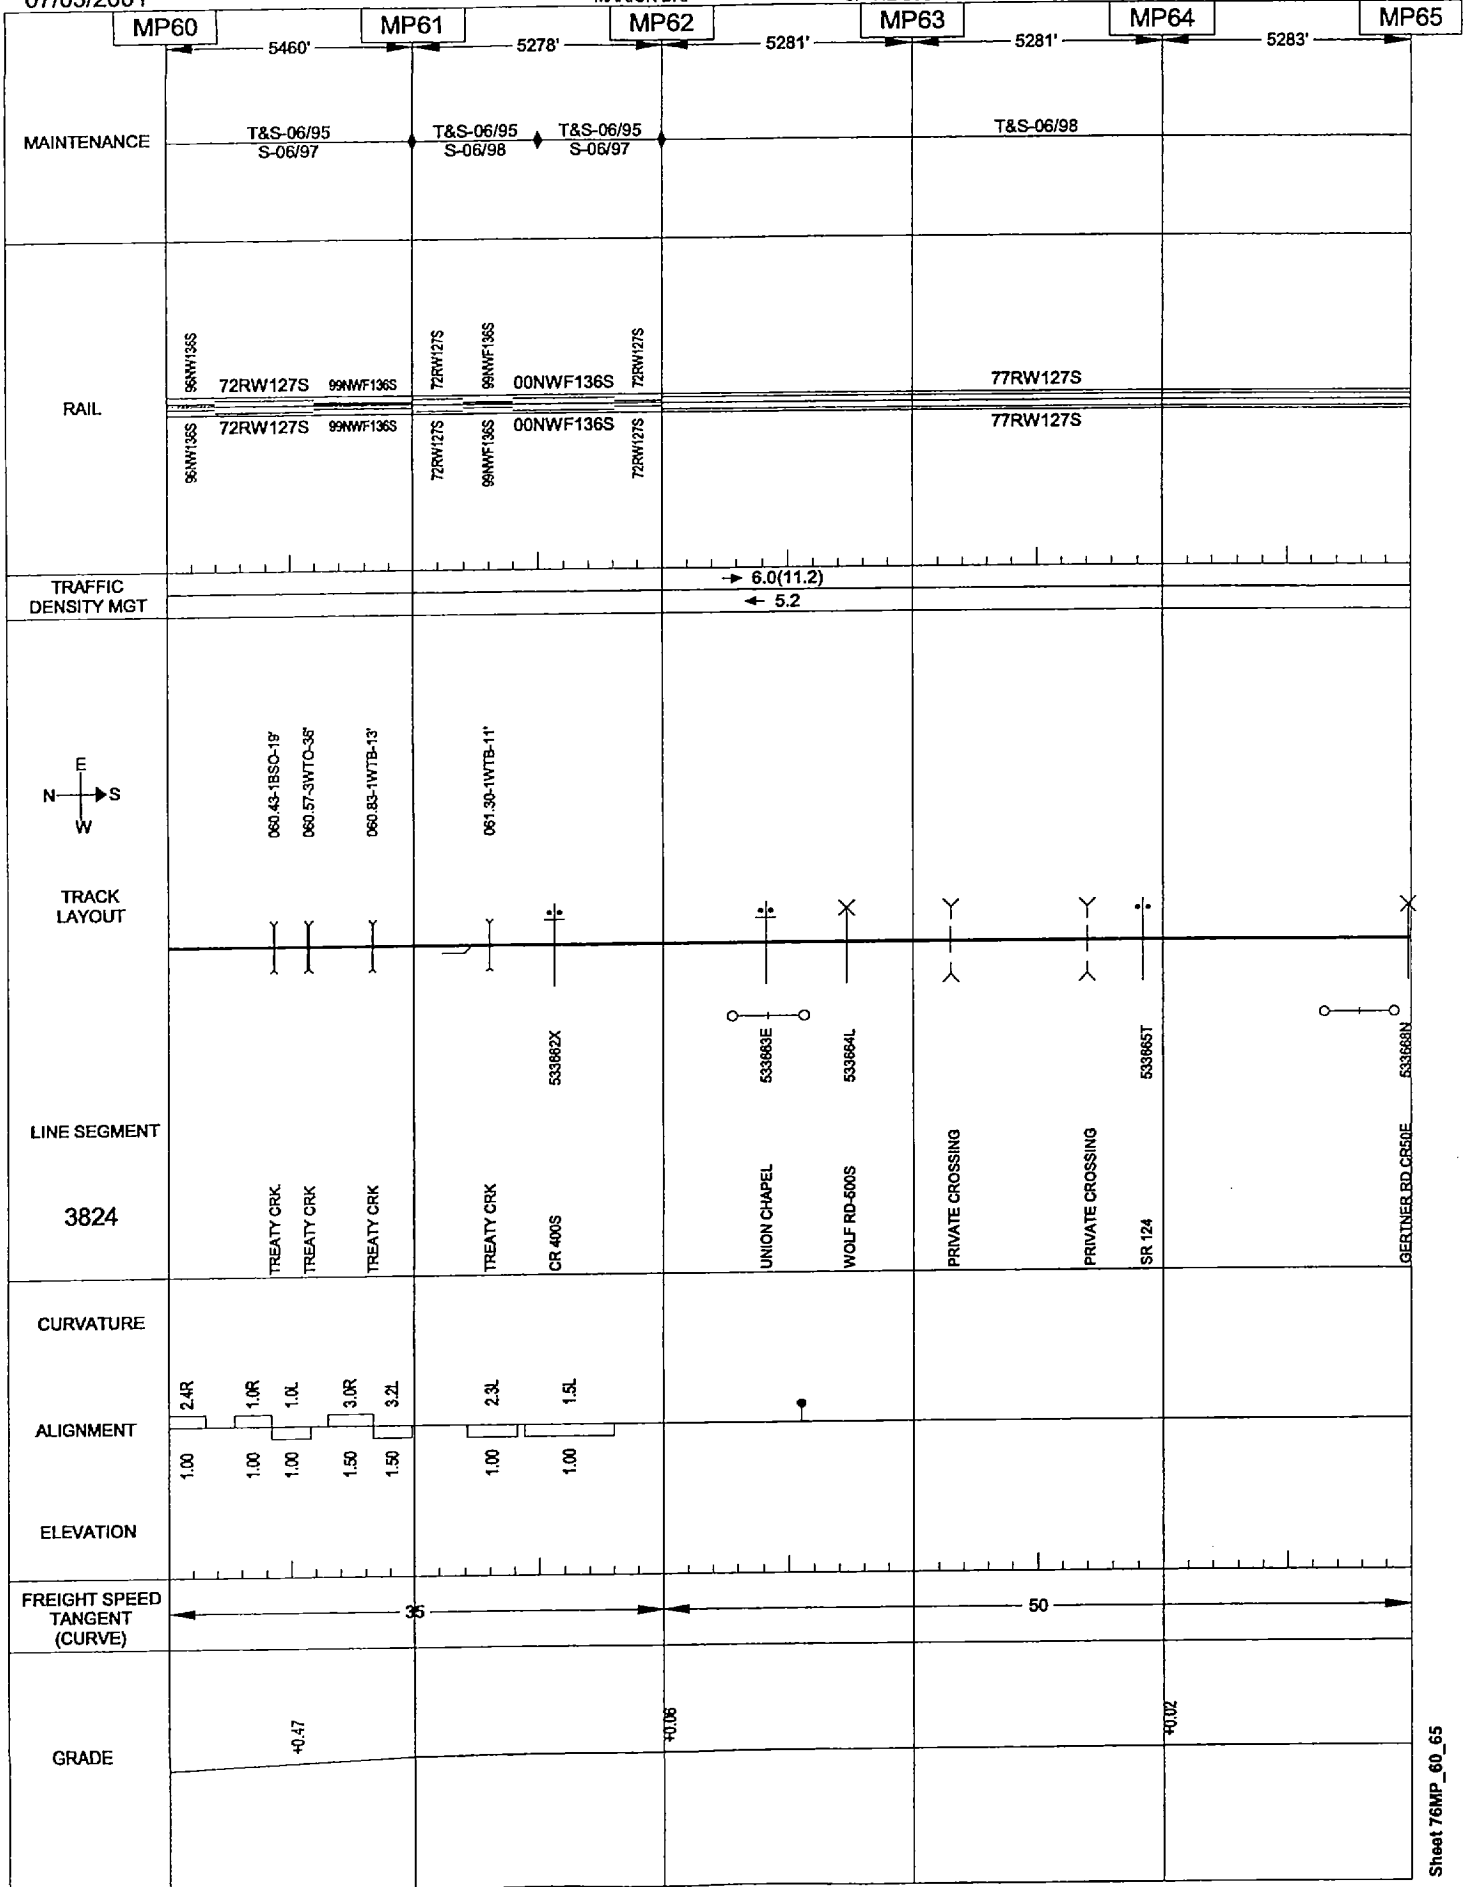 07/05/2001
MP60 MP61 MP62 MP63 MP64 MP65
5460' 5278' 5281' 5281' 5283'
MAINTENANCE
T&S-06/95 T&S-06/95 T&S-06/95 T&S-06/98
S-06/97 S-06/98 S-06/97
RAIL
96NW136S 72RW127S 99NWF136S 72RW127S 99NWF136S 00NWF136S 72RW127S 77RW127S
96NW136S 72RW127S 99NWF136S 72RW127S 99NWF136S 00NWF136S 72RW127S 77RW127S
TRAFFIC
DENSITY MGT
6.0(11.2)
5.2
E
N S
W
060.43-1BSO-19'
060.57-3WTO-36'
060.83-1WTB-13'
061.30-1WTB-11'
TRACK
LAYOUT
533662X
533663E
533664L
533665T
533668N
LINE SEGMENT
3824
TREATY CRK.
TREATY CRK
TREATY CRK
TREATY CRK
CR 400S
UNION CHAPEL
WOLF RD-500S
PRIVATE CROSSING
PRIVATE CROSSING
SR 124
GERTNER RD CR50E
CURVATURE
2.4R 1.0R 1.0L 3.0R 3.2L 2.3L 1.5L
ALIGNMENT
1.00 1.00 1.00 1.50 1.50 1.00 1.00
ELEVATION
FREIGHT SPEED
TANGENT
(CURVE)
35 50
GRADE
+0.47 +0.06 +0.02
Sheet 76MP_60_65